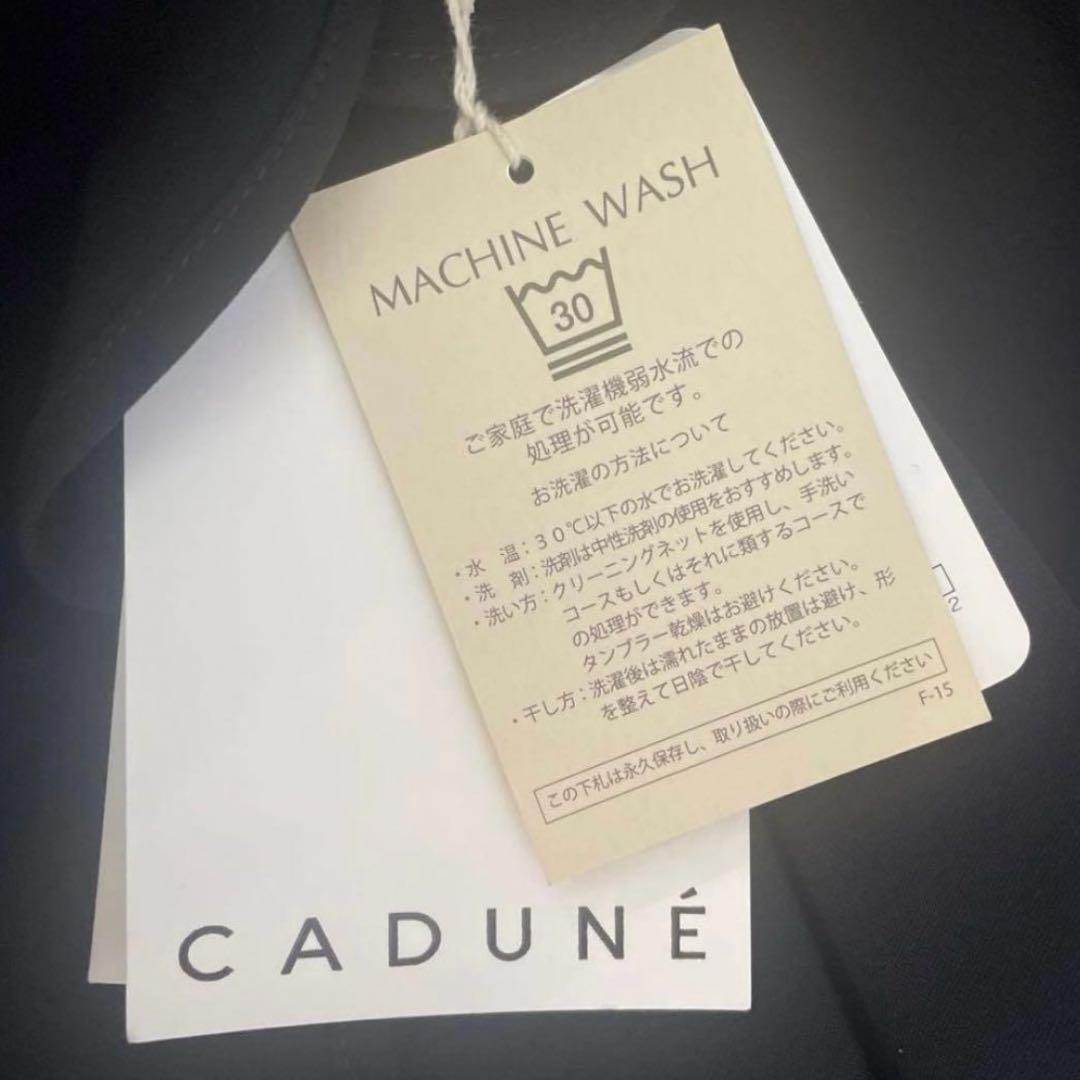 MACHINE WASH
30
ご家庭で洗濯機弱水流での
処理が可能です。
お洗濯の方法について
・水　温：３０℃以下の水でお洗濯してください。
・洗　剤：洗剤は中性洗剤の使用をおすすめします。
・洗い方：クリーニングネットを使用し、手洗い
コースもしくはそれに類するコースで
の処理ができます。
タンブラー乾燥はお避けください。
・干し方：洗濯後は濡れたままの放置は避け、形
を整えて日陰で干してください。
この下札は永久保存し、取り扱いの際にご利用ください
F-15
2
CADUNÉ